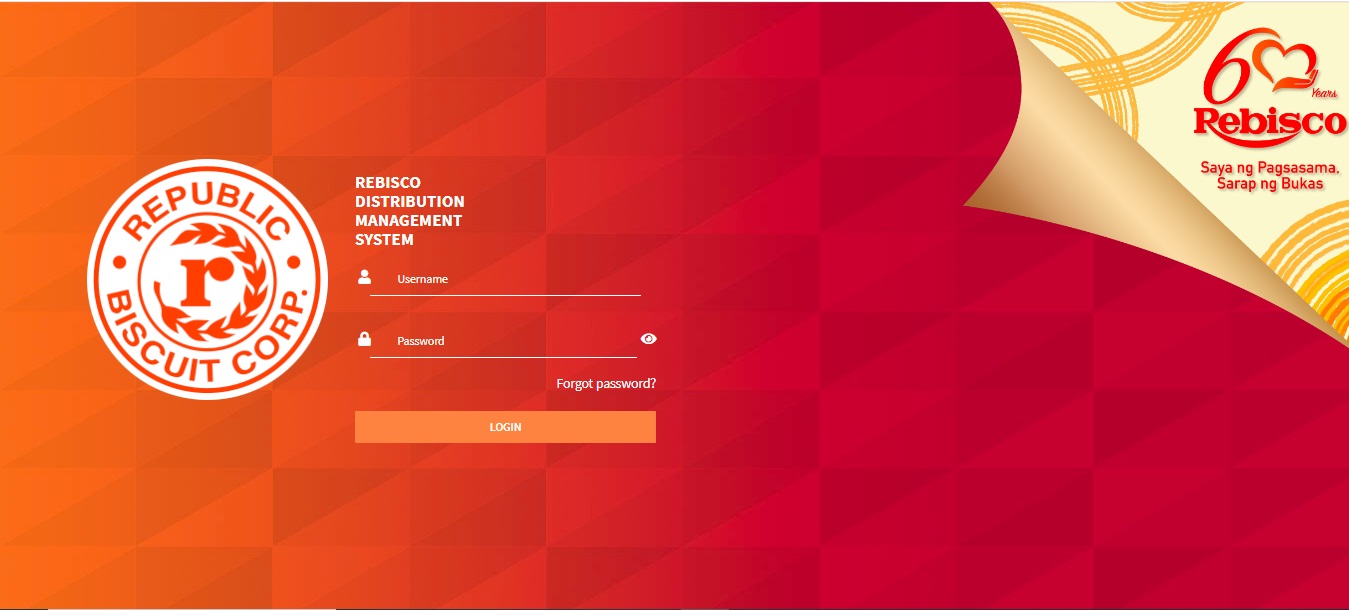 REPUBLIC
BISCUIT CORP.
r
REBISCO
DISTRIBUTION
MANAGEMENT
SYSTEM
Username
Password
Forgot password?
LOGIN
60
Years
Rebisco
Saya ng Pagsasama.
Sarap ng Bukas